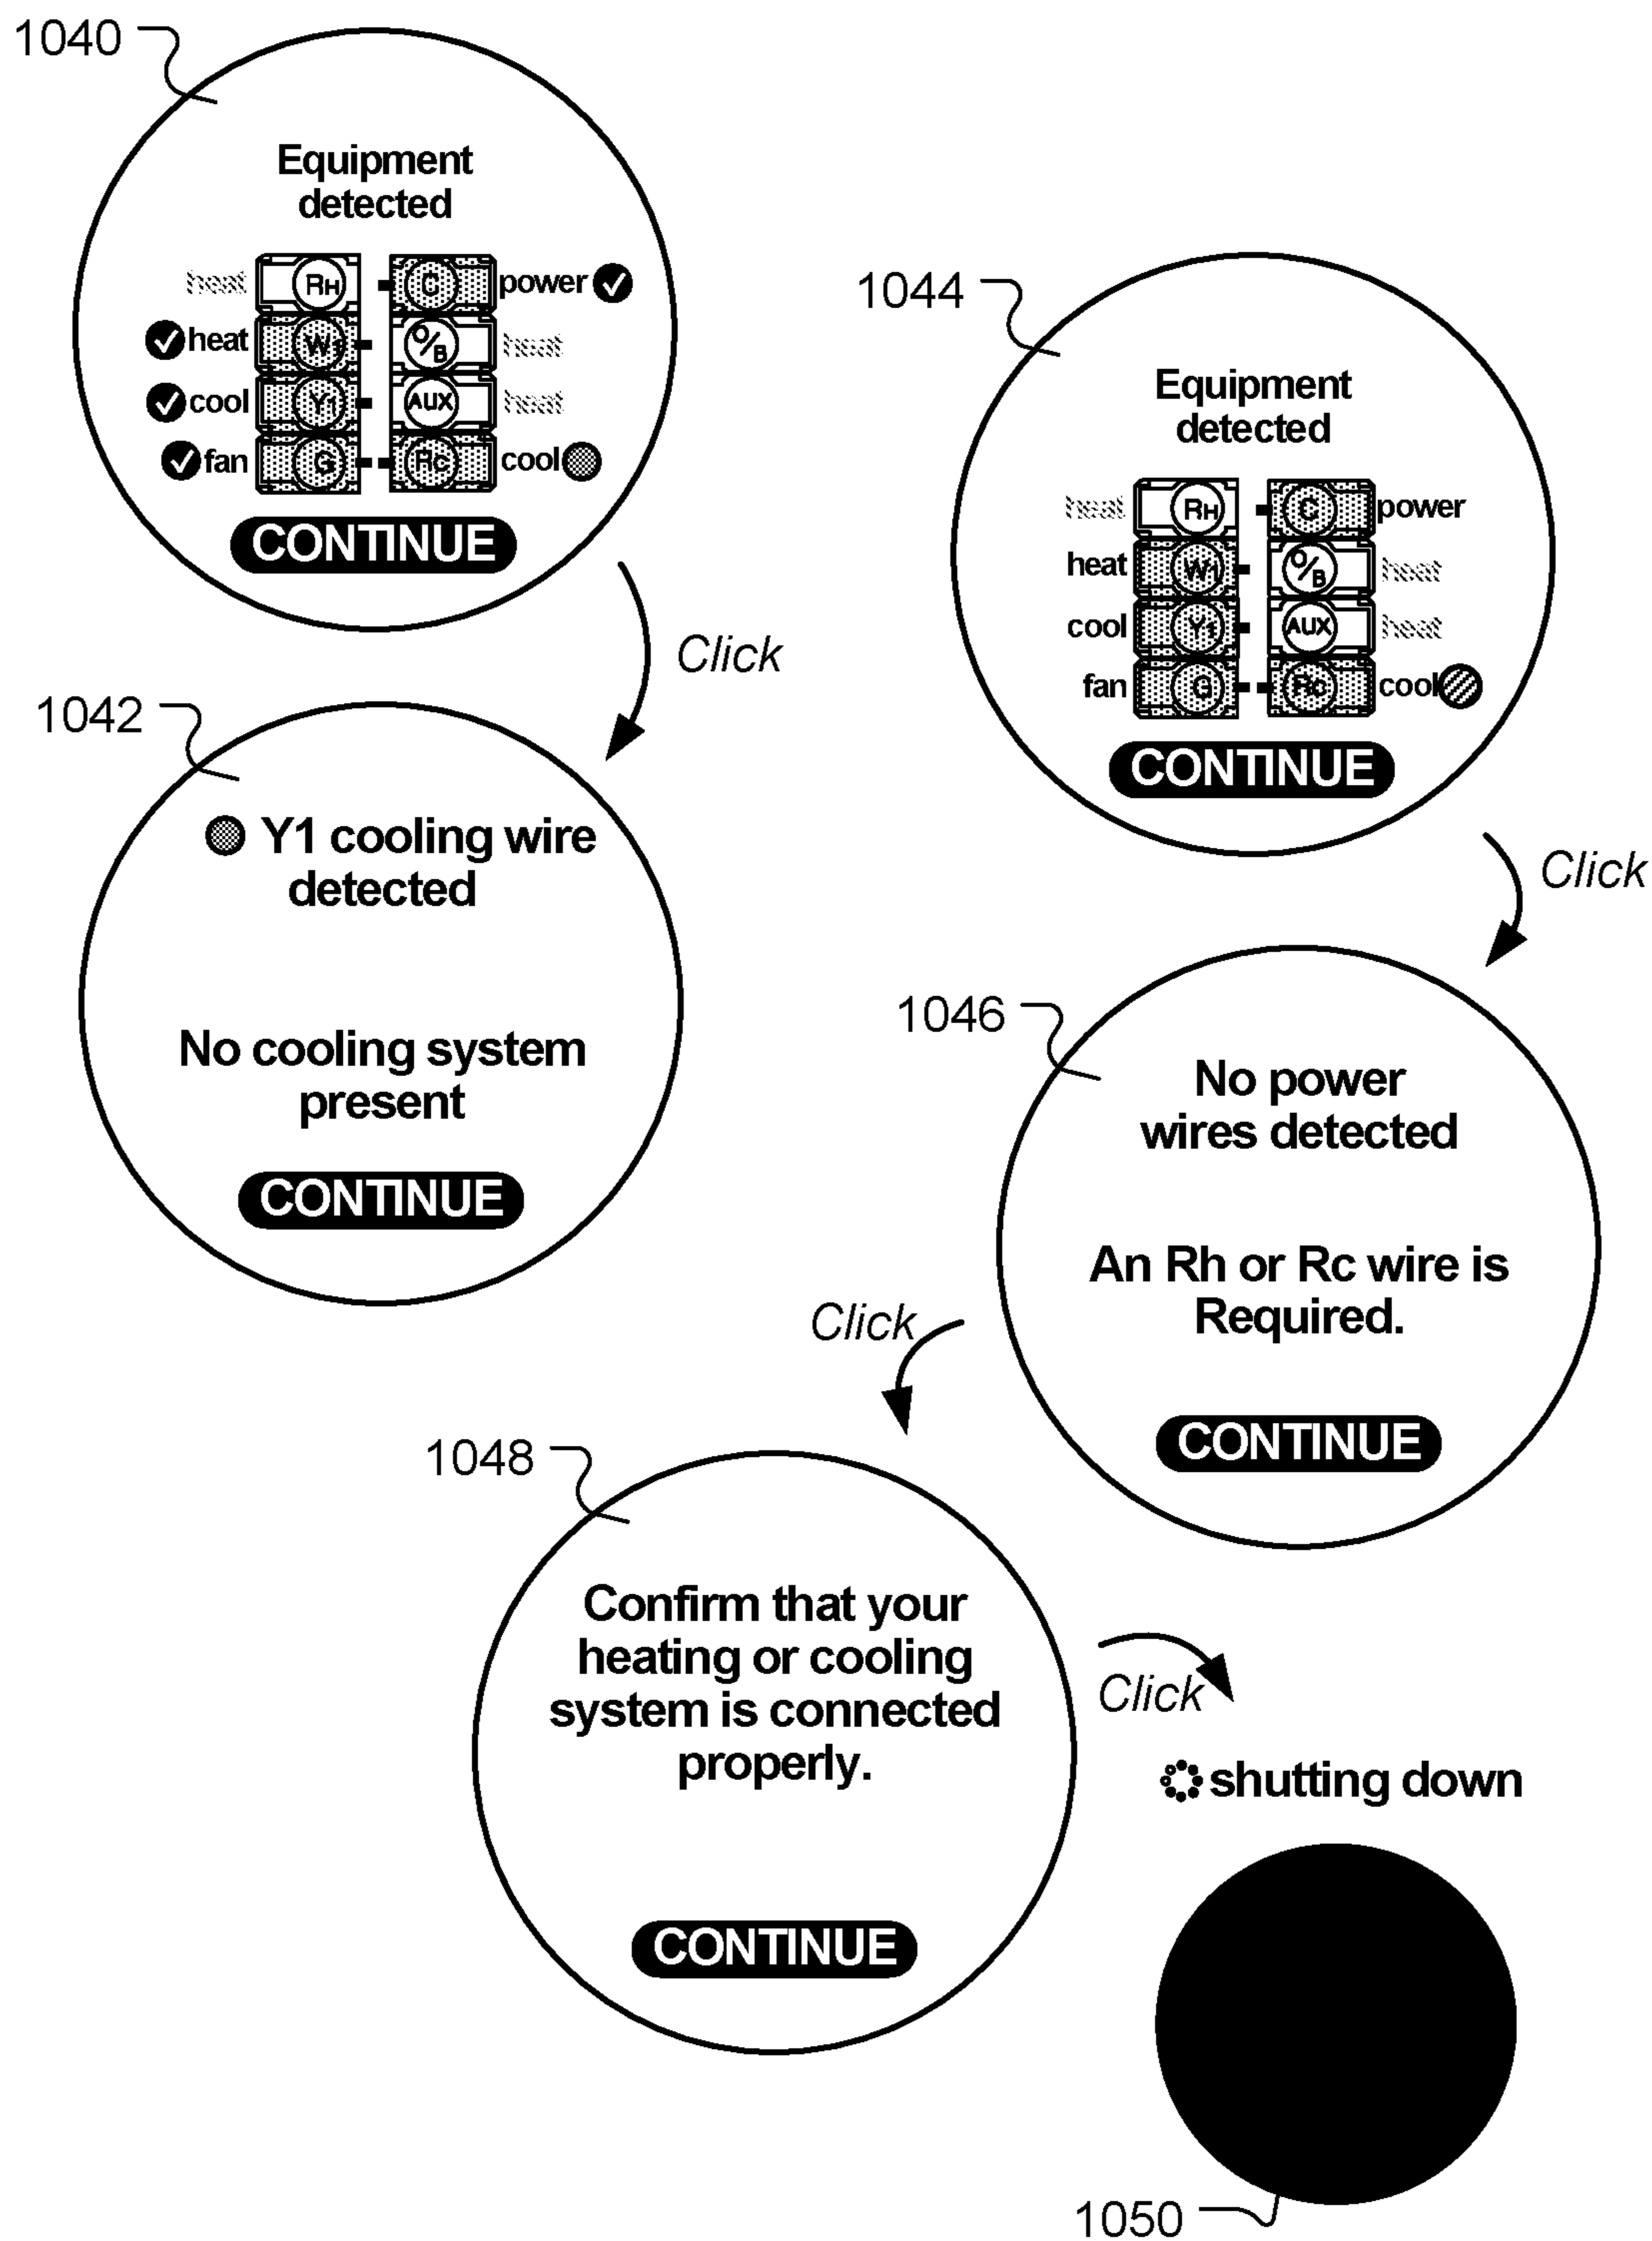 1040
Equipment
detected
heat RH C power
heat W1 O/B heat
cool Y1 AUX heat
fan G Rc cool
CONTINUE
Click
1042
Y1 cooling wire
detected
No cooling system
present
CONTINUE
1044
Equipment
detected
heat RH C power
heat W1 O/B heat
cool Y1 AUX heat
fan G Rc cool
CONTINUE
Click
1046
No power
wires detected
An Rh or Rc wire is
Required.
CONTINUE
Click
1048
Confirm that your
heating or cooling
system is connected
properly.
CONTINUE
Click
shutting down
1050